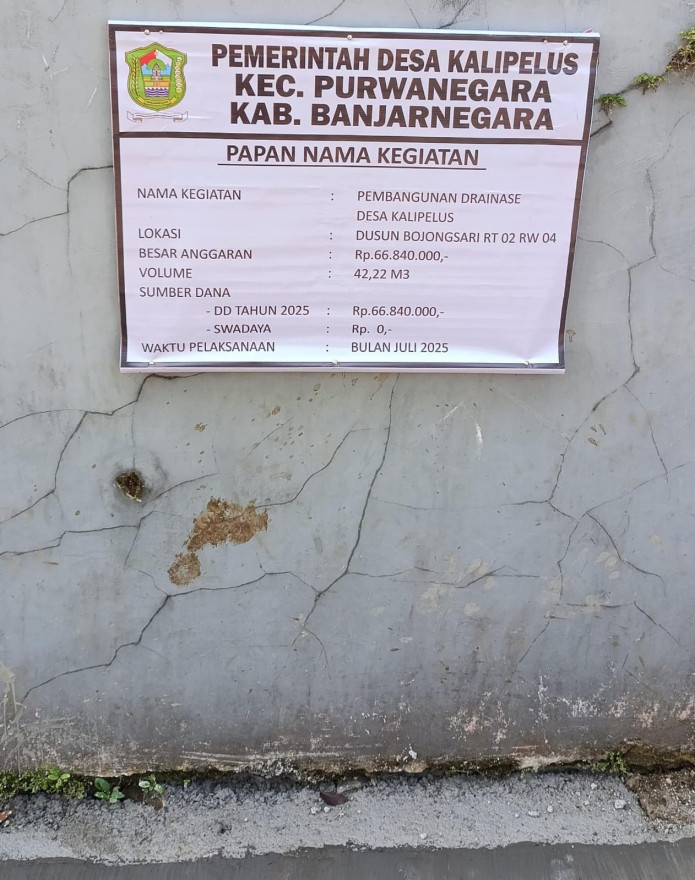 PEMERINTAH DESA KALIPELUS
KEC. PURWANEGARA
KAB. BANJARNEGARA
PAPAN NAMA KEGIATAN
NAMA KEGIATAN : PEMBANGUNAN DRAINASE
DESA KALIPELUS
LOKASI : DUSUN BOJONGSARI RT 02 RW 04
BESAR ANGGARAN : Rp.66.840.000,-
VOLUME : 42,22 M3
SUMBER DANA
- DD TAHUN 2025 : Rp.66.840.000,-
- SWADAYA : Rp. 0,-
WAKTU PELAKSANAAN : BULAN JULI 2025